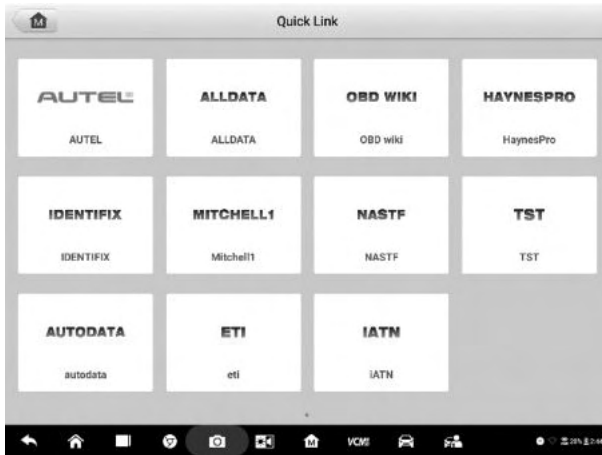 Quick Link
AUTEL ALLDATA OBD WIKI HAYNESPRO
AUTEL ALLDATA OBD wiki HaynesPro
IDENTIFIX MITCHELL1 NASTF TST
IDENTIFIX Mitchell1 NASTF TST
AUTODATA ETI IATN
autodata eti iATN
M VCMI